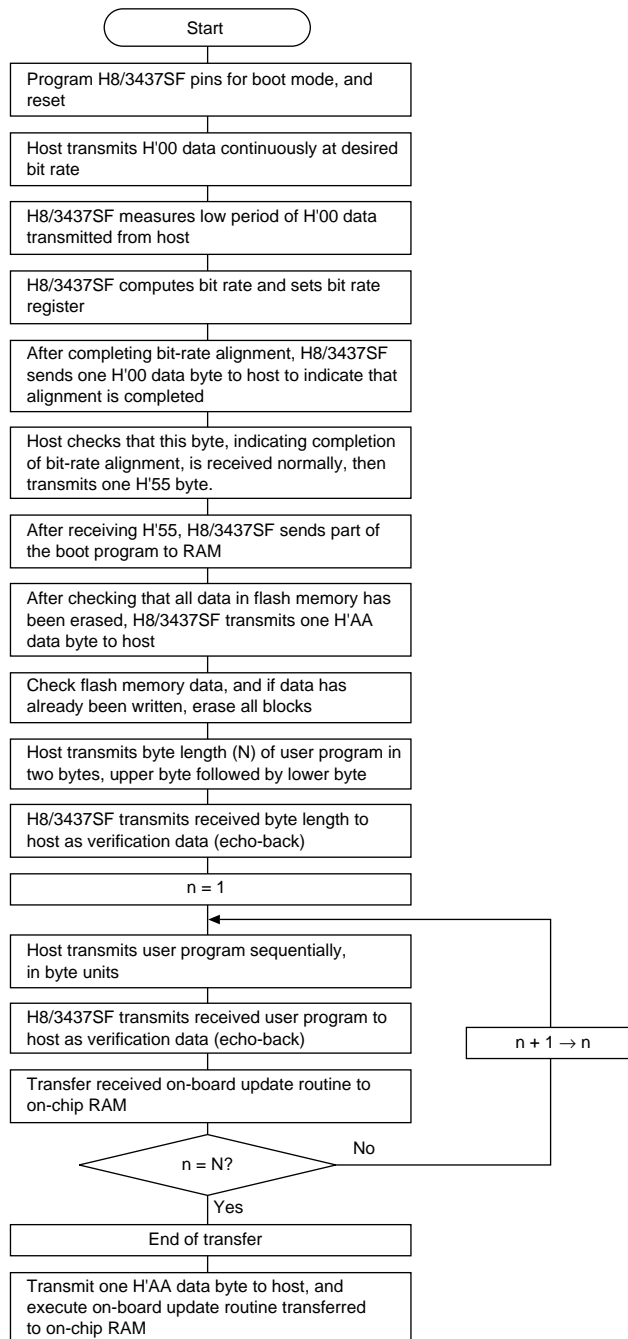 Start
Program H8/3437SF pins for boot mode, and
reset
Host transmits H'00 data continuously at desired
bit rate
H8/3437SF measures low period of H'00 data
transmitted from host
H8/3437SF computes bit rate and sets bit rate
register
After completing bit-rate alignment, H8/3437SF
sends one H'00 data byte to host to indicate that
alignment is completed
Host checks that this byte, indicating completion
of bit-rate alignment, is received normally, then
transmits one H'55 byte.
After receiving H'55, H8/3437SF sends part of
the boot program to RAM
After checking that all data in flash memory has
been erased, H8/3437SF transmits one H'AA
data byte to host
Check flash memory data, and if data has
already been written, erase all blocks
Host transmits byte length (N) of user program in
two bytes, upper byte followed by lower byte
H8/3437SF transmits received byte length to
host as verification data (echo-back)
n = 1
Host transmits user program sequentially,
in byte units
H8/3437SF transmits received user program to
host as verification data (echo-back)
n + 1 → n
Transfer received on-board update routine to
on-chip RAM
n = N?
No
Yes
End of transfer
Transmit one H'AA data byte to host, and
execute on-board update routine transferred
to on-chip RAM